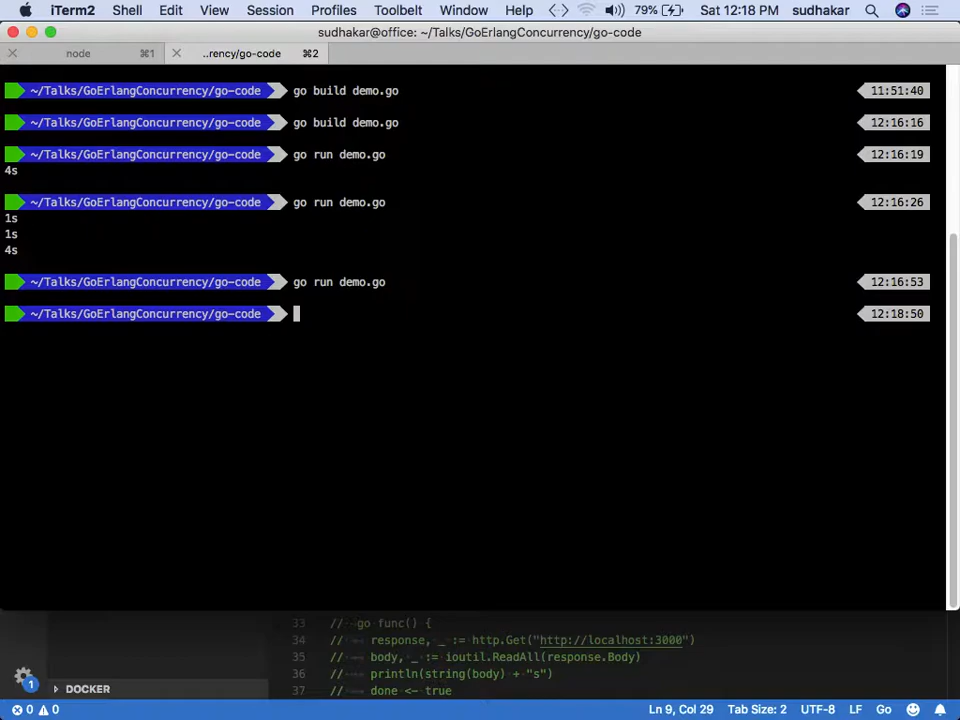 iTerm2 Shell Edit View Session Profiles Toolbelt Window Help 79% Sat 12:18 PM sudhakar
sudhakar@office: ~/Talks/GoErlangConcurrency/go-code
node ⌘1 ..rency/go-code ⌘2
~/Talks/GoErlangConcurrency/go-code go build demo.go 11:51:40
~/Talks/GoErlangConcurrency/go-code go build demo.go 12:16:16
~/Talks/GoErlangConcurrency/go-code go run demo.go 12:16:19
4s
~/Talks/GoErlangConcurrency/go-code go run demo.go 12:16:26
1s
1s
4s
~/Talks/GoErlangConcurrency/go-code go run demo.go 12:16:53
~/Talks/GoErlangConcurrency/go-code 12:18:50
33 // go func() {
34 // response, _ := http.Get("http://localhost:3000")
35 // body, _ := ioutil.ReadAll(response.Body)
36 // println(string(body) + "s")
37 // done <- true
1
DOCKER
0 0 Ln 9, Col 29 Tab Size: 2 UTF-8 LF Go